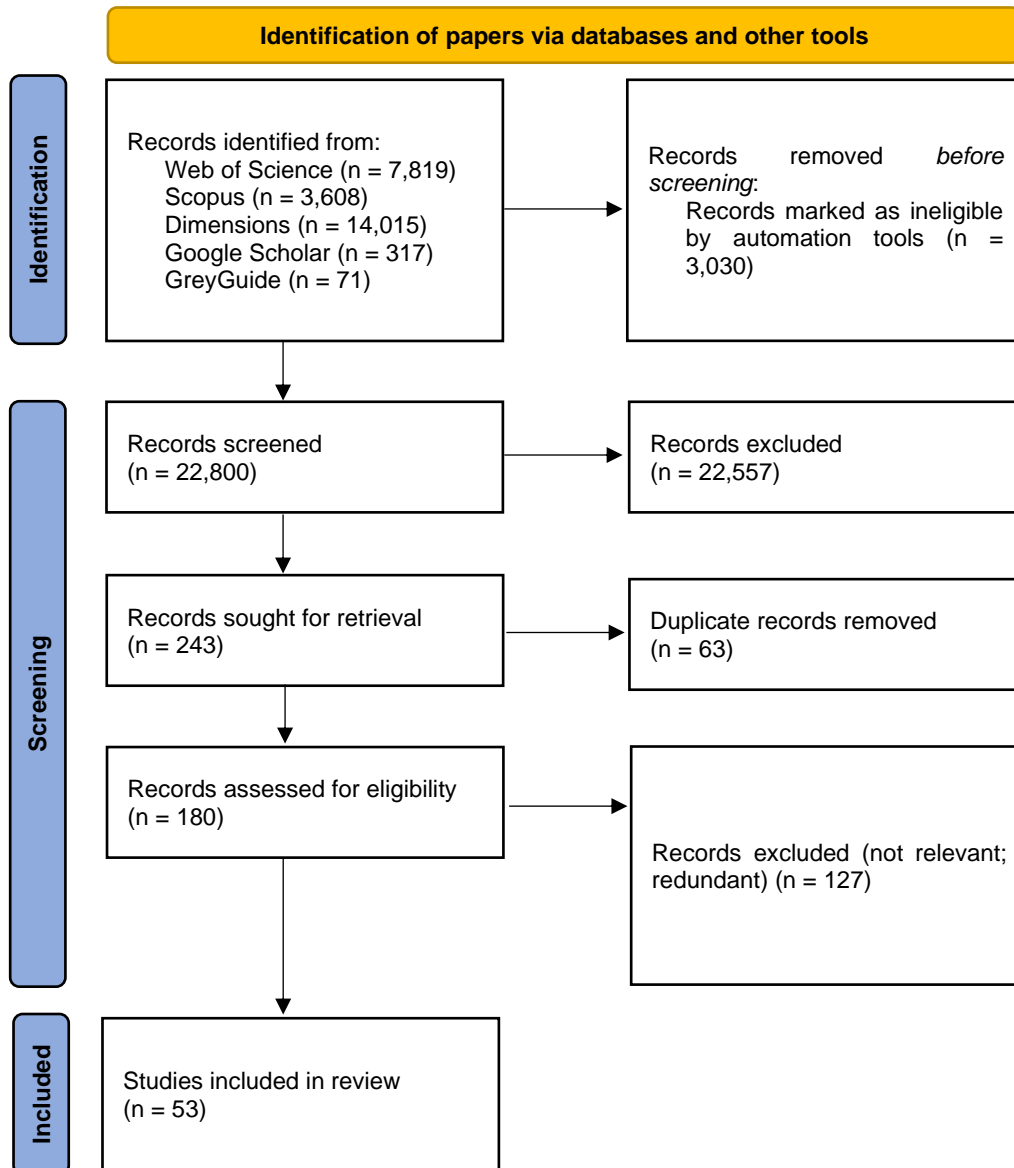 Identification of papers via databases and other tools
Identification
Records identified from:
Web of Science (n = 7,819)
Scopus (n = 3,608)
Dimensions (n = 14,015)
Google Scholar (n = 317)
GreyGuide (n = 71)
Records removed before
screening:
Records marked as ineligible
by automation tools (n =
3,030)
Screening
Records screened
(n = 22,800)
Records excluded
(n = 22,557)
Records sought for retrieval
(n = 243)
Duplicate records removed
(n = 63)
Records assessed for eligibility
(n = 180)
Records excluded (not relevant;
redundant) (n = 127)
Included
Studies included in review
(n = 53)